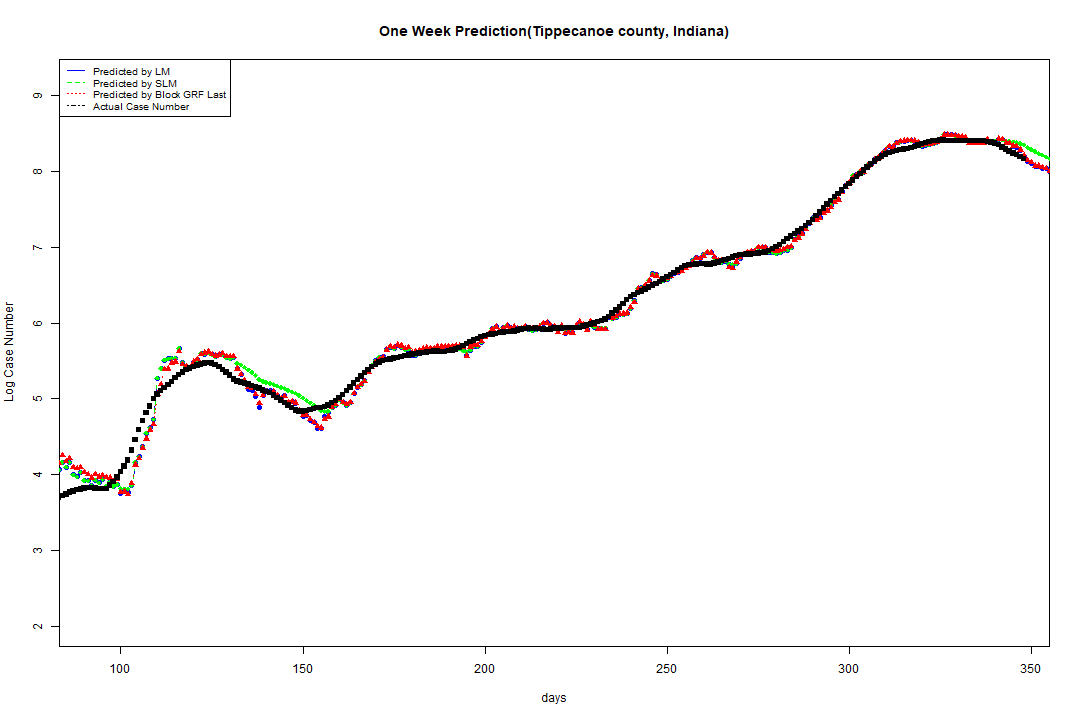 One Week Prediction(Tippecanoe county, Indiana)
Predicted by LM
Predicted by SLM
Predicted by Block GRF Last
Actual Case Number
9
8
7
6
5
4
3
2
Log Case Number
100 150 200 250 300 350
days